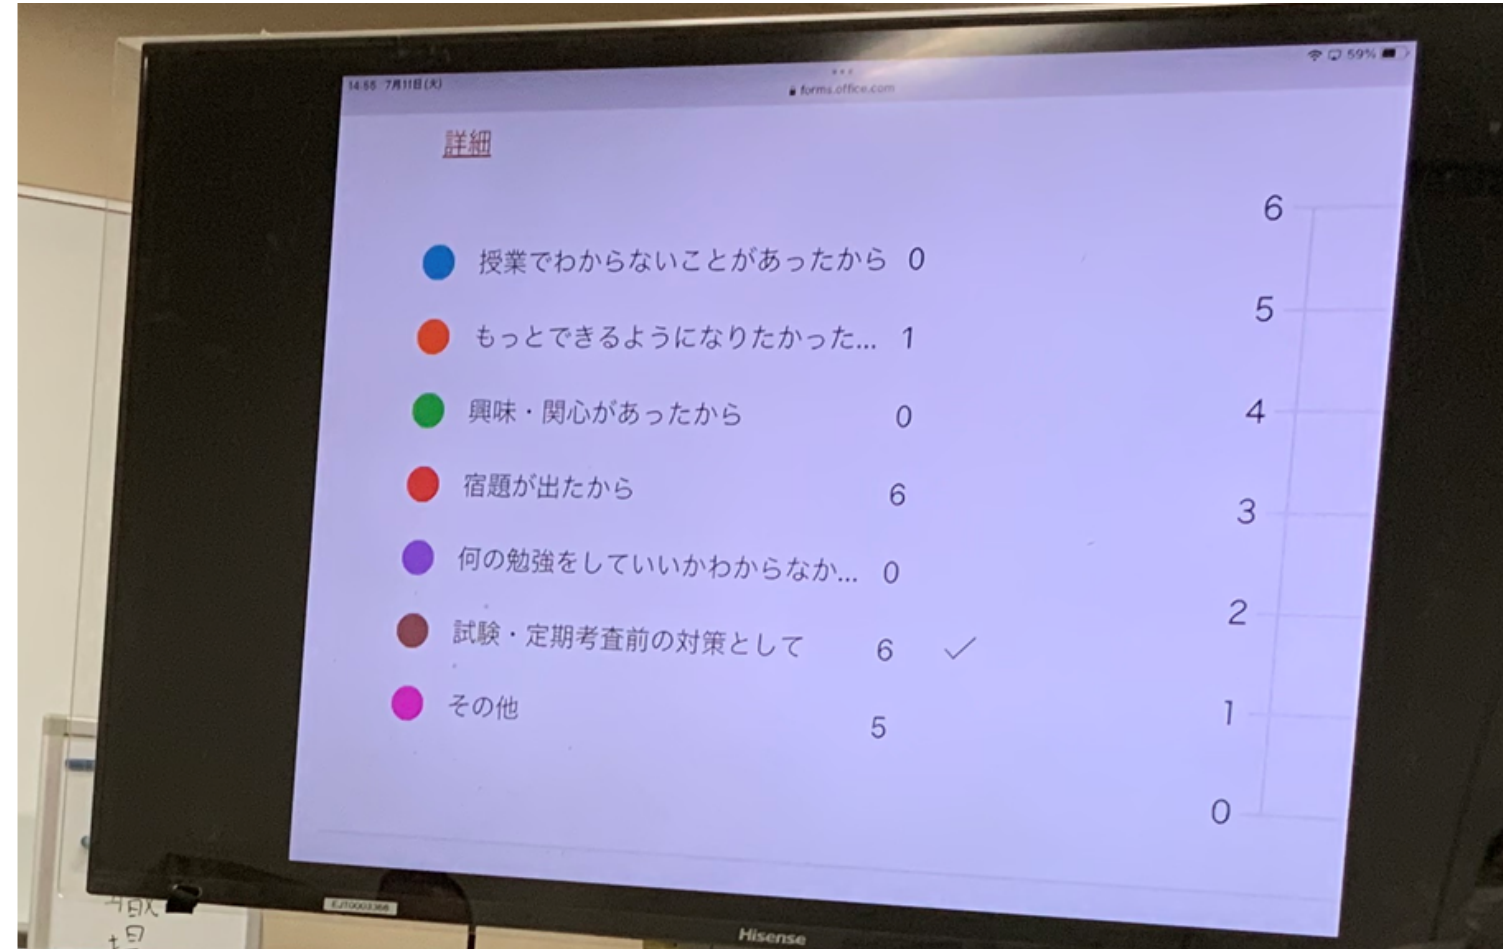 14:56 7月11日(火)
59%
forms.office.com
詳細
授業でわからないことがあったから 0
もっとできるようになりたかった... 1
興味・関心があったから 0
宿題が出たから 6
何の勉強をしていいかわからなか... 0
試験・定期考査前の対策として 6
その他 5
6
5
4
3
2
1
0
Hisense